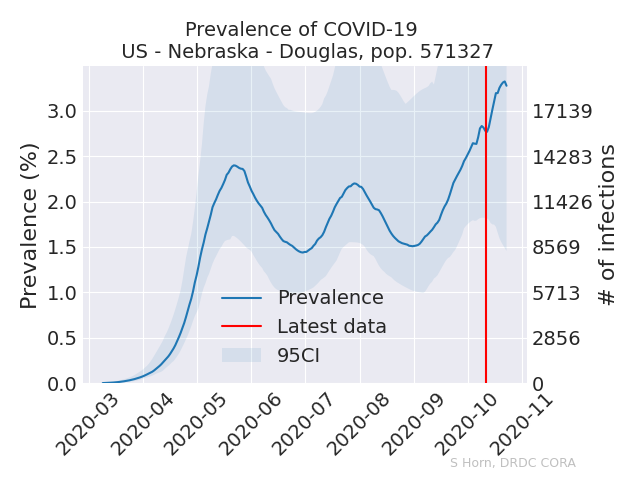 Prevalence of COVID-19
US - Nebraska - Douglas, pop. 571327
Prevalence (%)
3.0
2.5
2.0
1.5
1.0
0.5
0.0
17139
14283
11426
8569
5713
2856
0
# of infections
Prevalence
Latest data
95CI
2020-03
2020-04
2020-05
2020-06
2020-07
2020-08
2020-09
2020-10
2020-11
S Horn, DRDC CORA